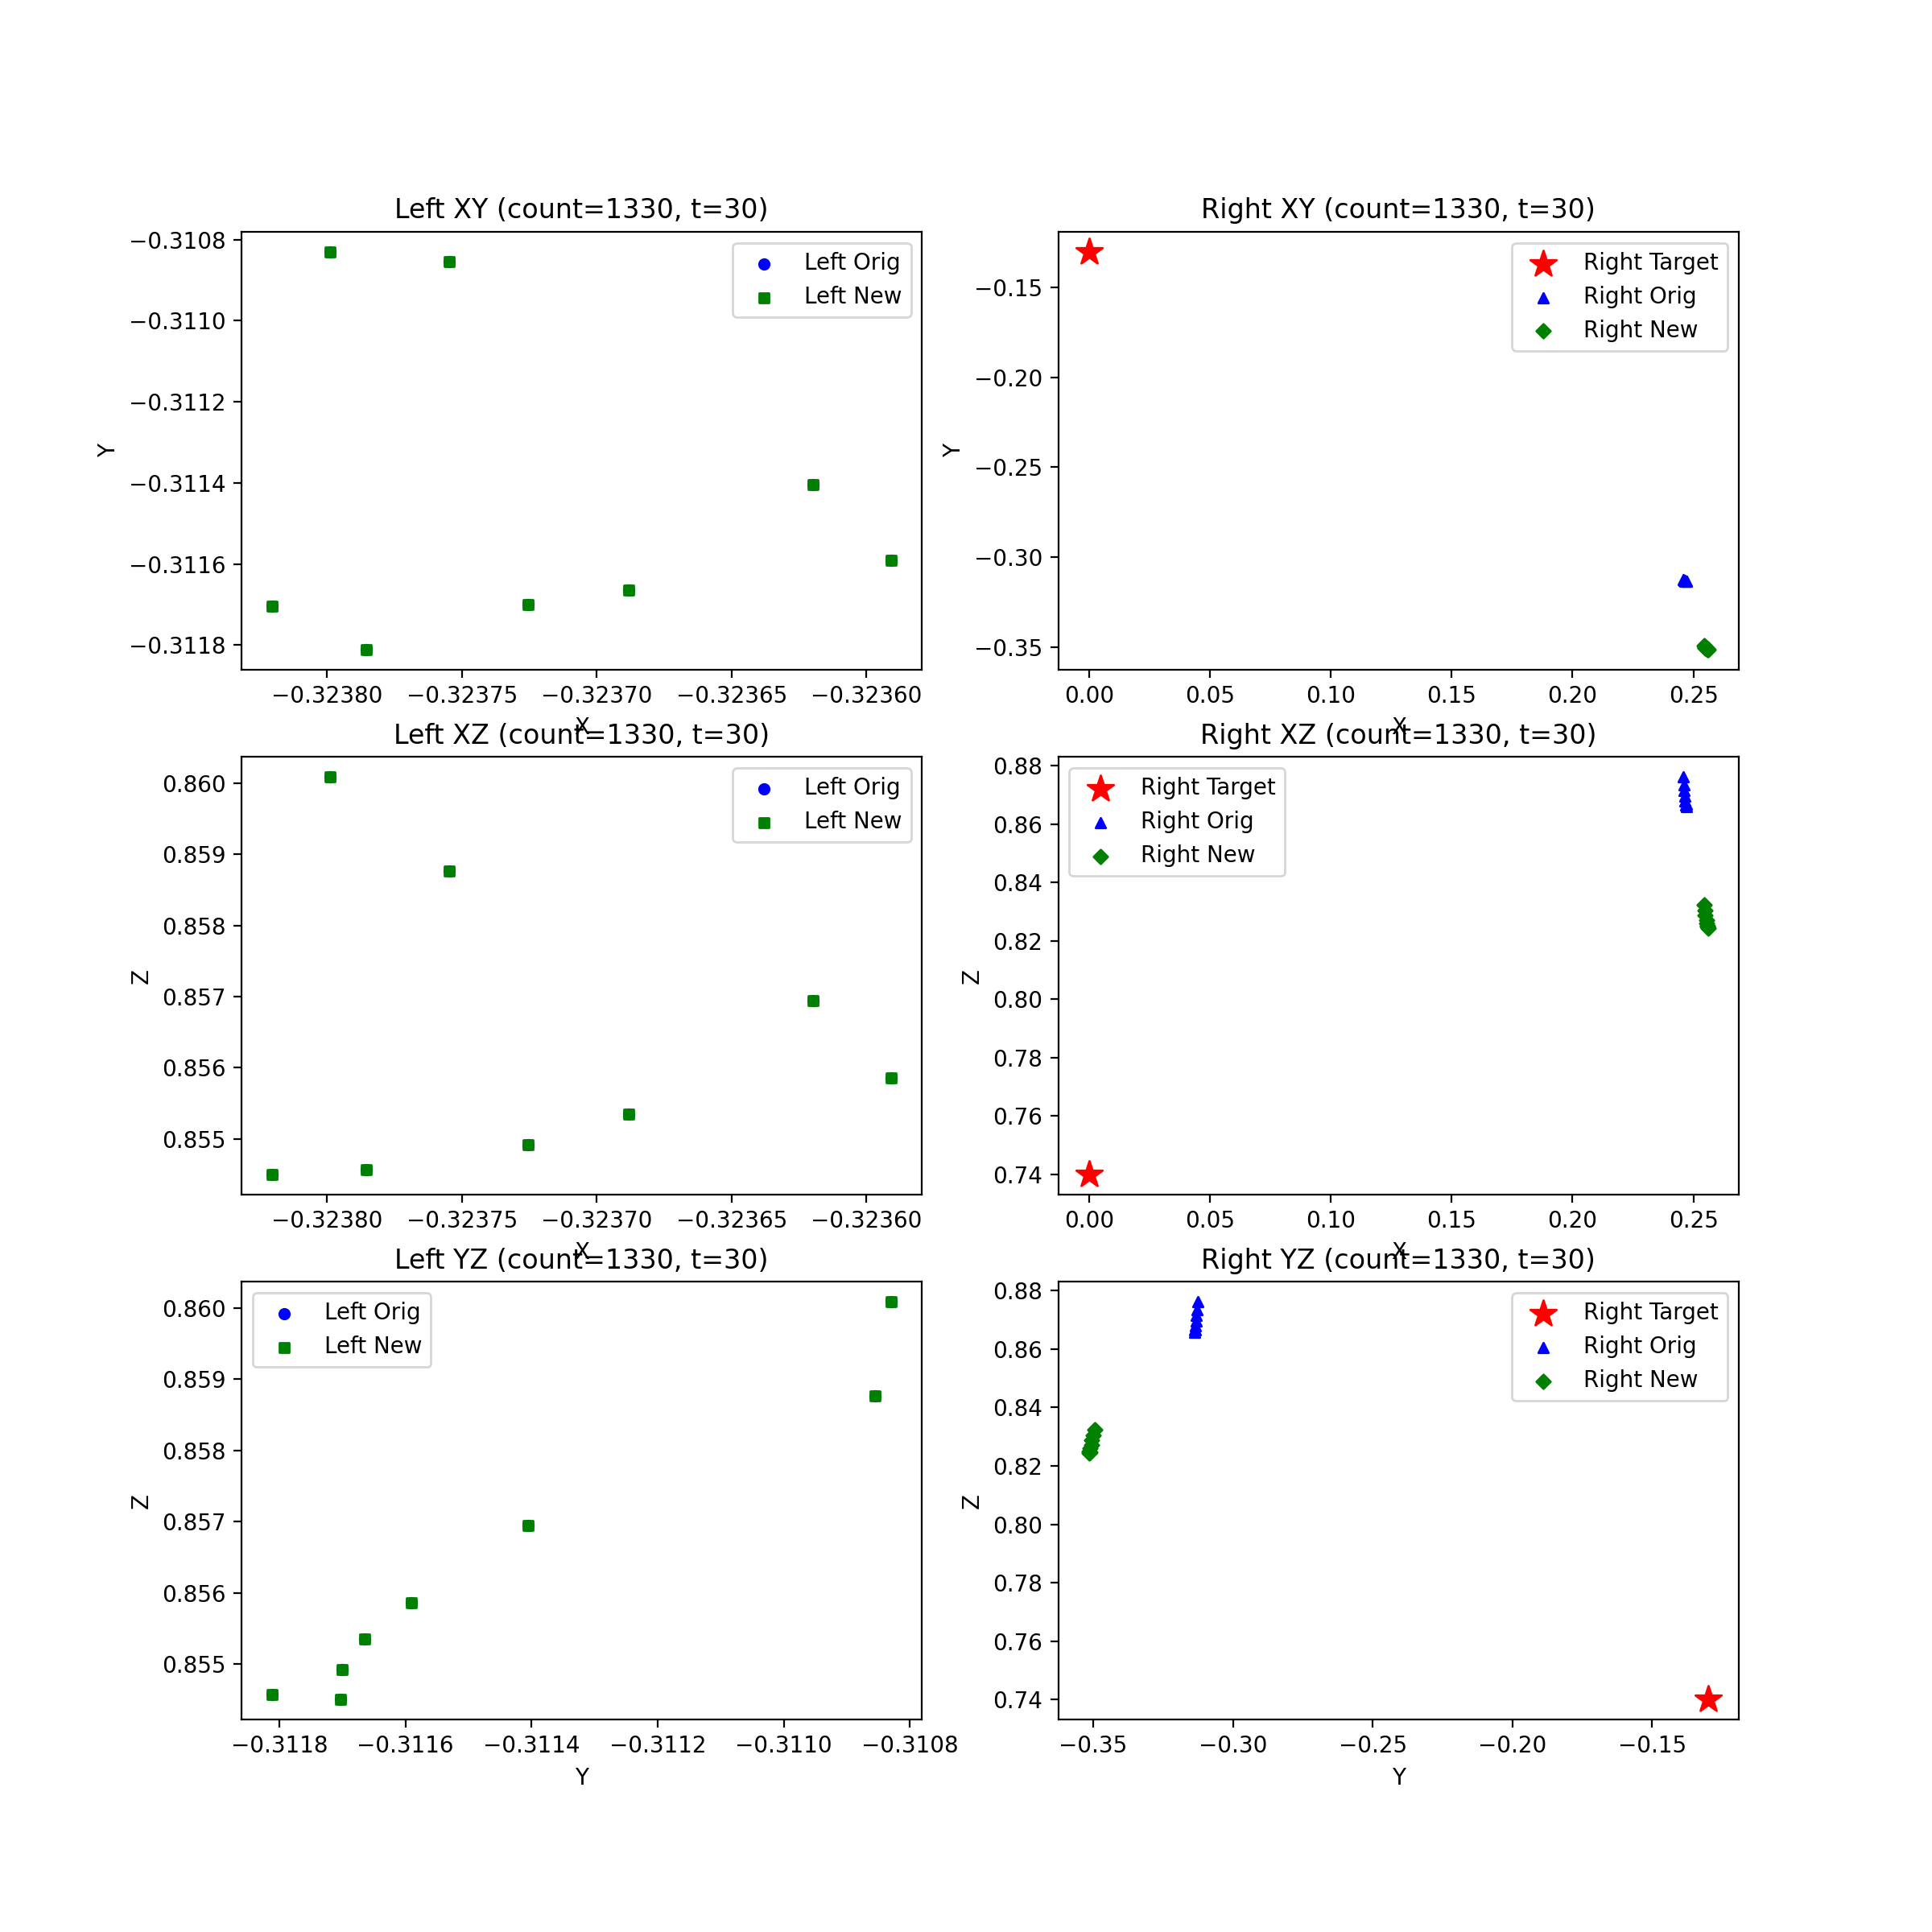 Left XY (count=1330, t=30)
Y
−0.3108
−0.3110
−0.3112
−0.3114
−0.3116
−0.3118
Left Orig
Left New
−0.32380
−0.32375
−0.32370
−0.32365
−0.32360
X
Right XY (count=1330, t=30)
Y
−0.15
−0.20
−0.25
−0.30
−0.35
Right Target
Right Orig
Right New
0.00
0.05
0.10
0.15
0.20
0.25
X
Left XZ (count=1330, t=30)
Z
0.860
0.859
0.858
0.857
0.856
0.855
Left Orig
Left New
−0.32380
−0.32375
−0.32370
−0.32365
−0.32360
X
Right XZ (count=1330, t=30)
Z
0.88
0.86
0.84
0.82
0.80
0.78
0.76
0.74
Right Target
Right Orig
Right New
0.00
0.05
0.10
0.15
0.20
0.25
X
Left YZ (count=1330, t=30)
Z
0.860
0.859
0.858
0.857
0.856
0.855
Left Orig
Left New
−0.3118
−0.3116
−0.3114
−0.3112
−0.3110
−0.3108
Y
Right YZ (count=1330, t=30)
Z
0.88
0.86
0.84
0.82
0.80
0.78
0.76
0.74
Right Target
Right Orig
Right New
−0.35
−0.30
−0.25
−0.20
−0.15
Y